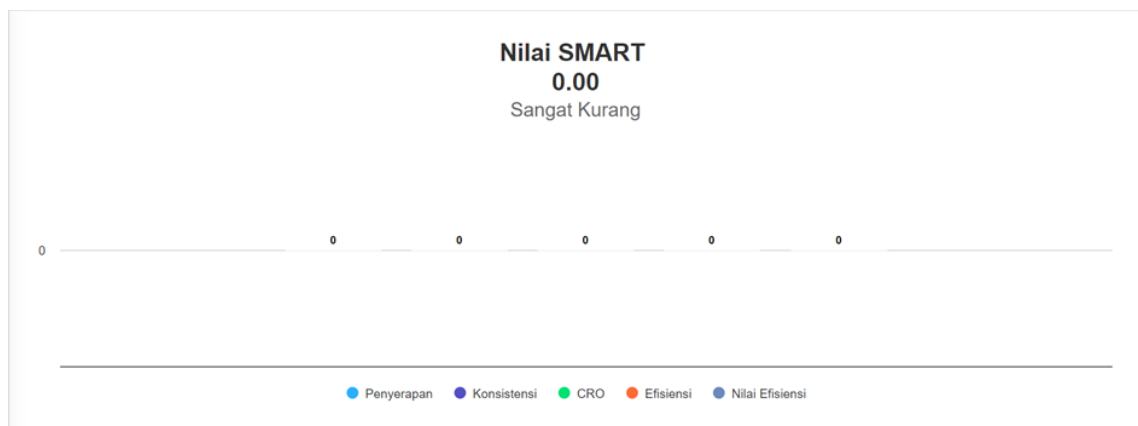 Nilai SMART
0.00
Sangat Kurang
0 0 0 0 0
0
Penyerapan Konsistensi CRO Efisiensi Nilai Efisiensi